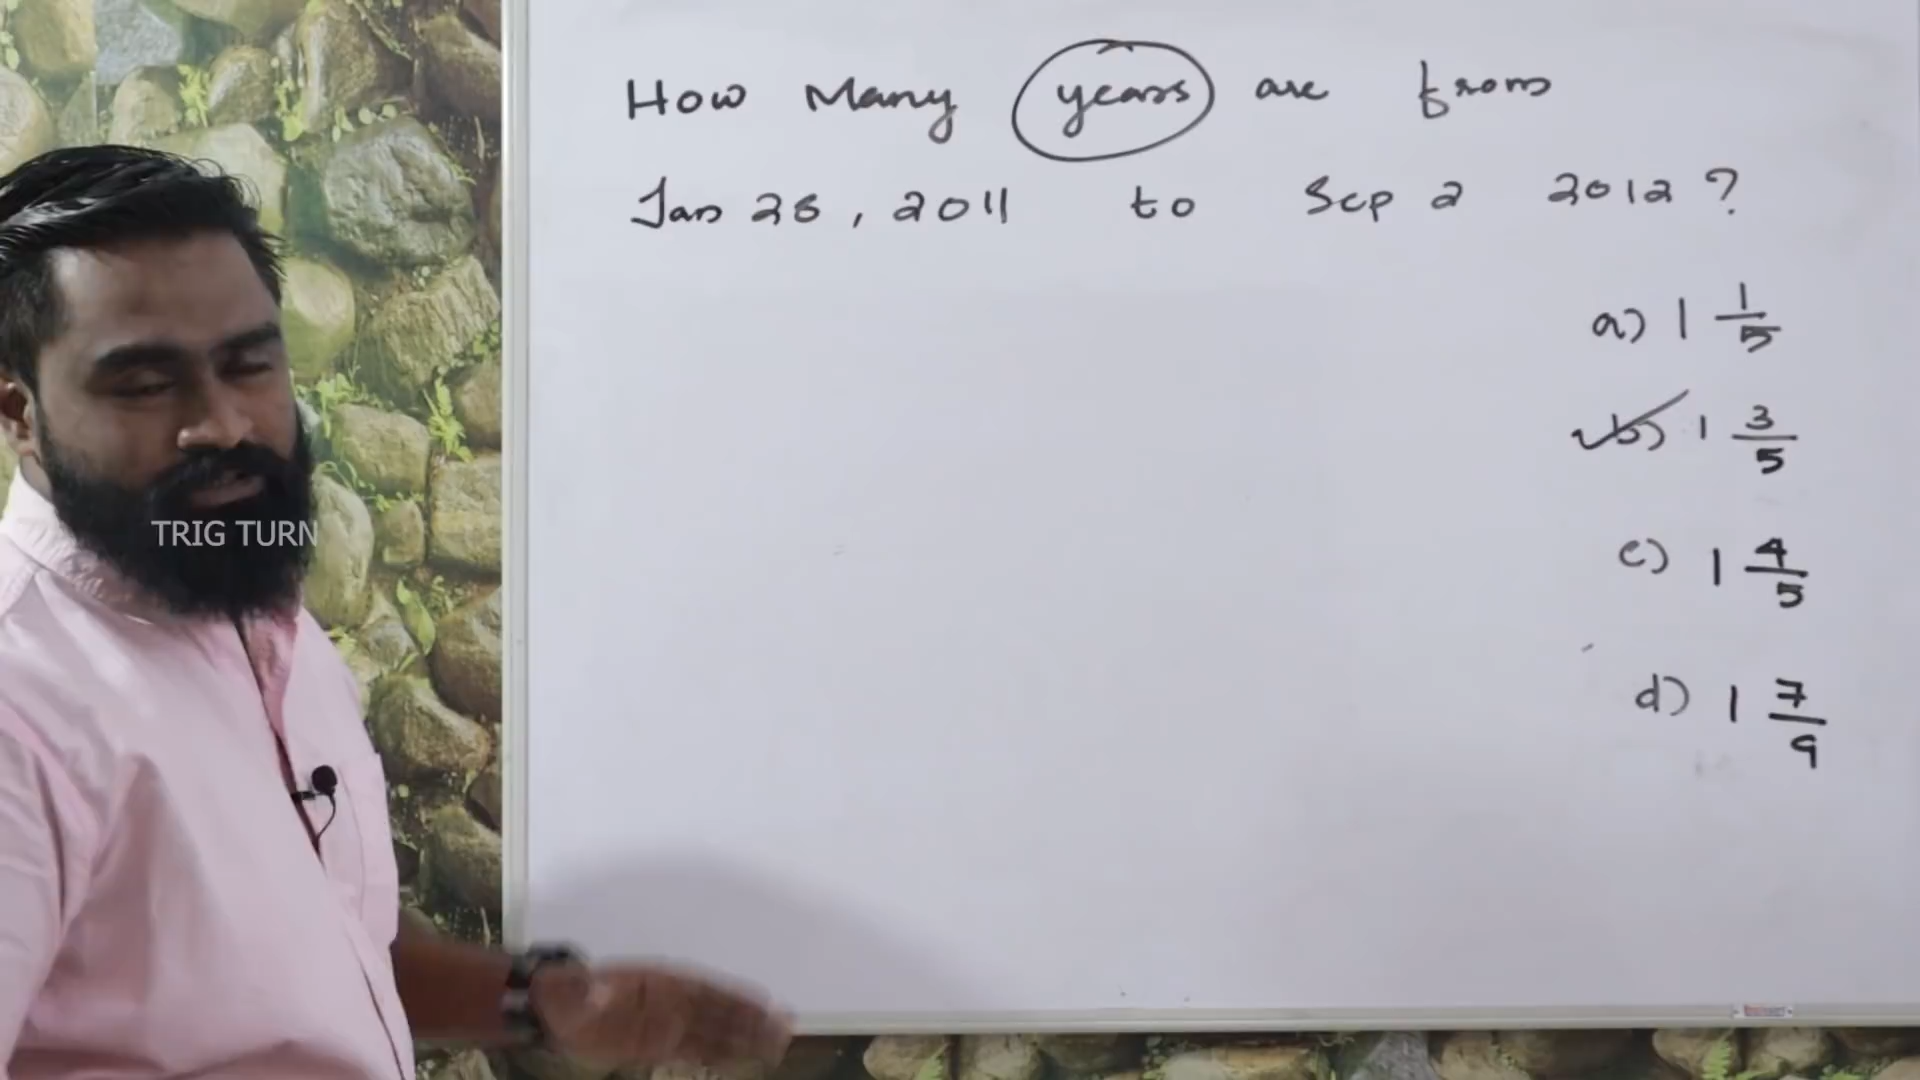 How Many years are from
Jan 26, 2011 to Sep 2 2012?
a) 1 1/5
b) 1 3/5
c) 1 4/5
d) 1 7/9
TRIG TURN